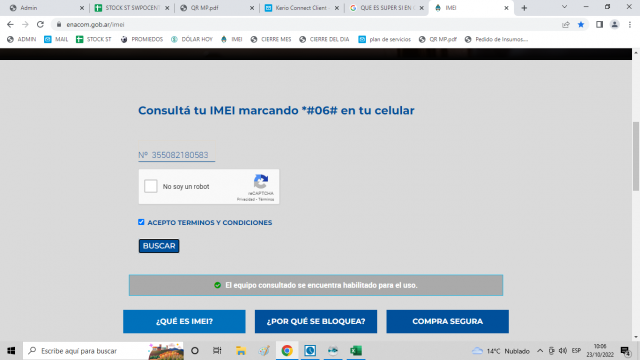 Admin
STOCK ST SWPOCENT
QR MP.pdf
Kerio Connect Client
QUE ES SUPER SI EN
IMEI
enacom.gob.ar/imei
ADMIN
MAIL
STOCK ST
PROMIEDOS
DÓLAR HOY
IMEI
CIERRE MES
CIERRE DEL DIA
plan de servicios
QR MP.pdf
Pedido de Insumos....
Consultá tu IMEI marcando *#06# en tu celular
Nº 355082180583
No soy un robot
reCAPTCHA
Privacidad - Términos
ACEPTO TERMINOS Y CONDICIONES
BUSCAR
El equipo consultado se encuentra habilitado para el uso.
¿QUÉ ES IMEI?
¿POR QUÉ SE BLOQUEA?
COMPRA SEGURA
Escribe aquí para buscar
14°C Nublado
ESP
10:06
23/10/2022